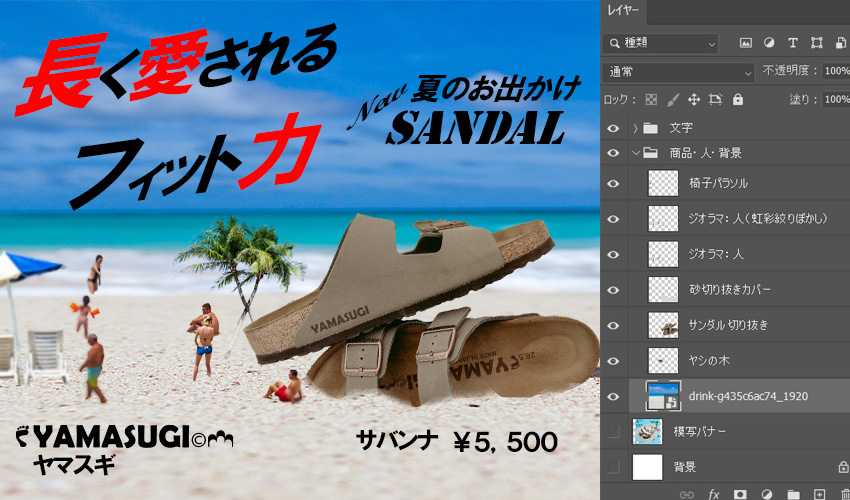 長く愛される
フィット力
New 夏のお出かけ
SANDAL
YAMASUGI
YAMASUGI
26.5
YAMASUGI©
ヤマスギ
サバンナ ¥5, 500
レイヤー
種類
通常
不透明度: 100%
ロック:
塗り: 100%
文字
商品・人・背景
椅子パラソル
ジオラマ: 人(虹彩絞りぼかし)
ジオラマ: 人
砂切り抜きカバー
サンダル 切り抜き
ヤシの木
drink-g435c6ac74_1920
模写バナー
背景
fx